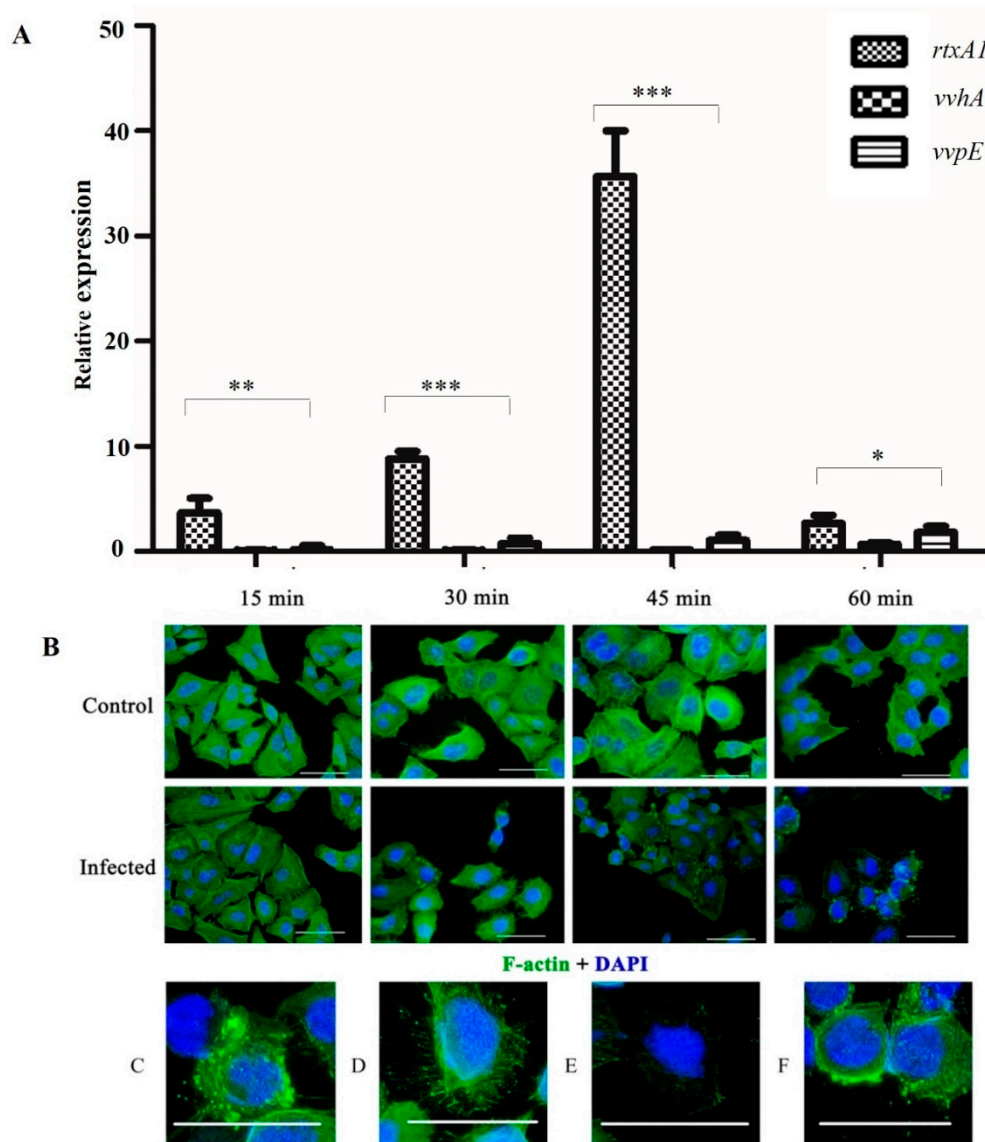 A
50
40
30
20
10
0
Relative expression
rtxA1
vvhA
vvpE
**
***
***
*
15 min
30 min
45 min
60 min
B
Control
Infected
F-actin + DAPI
C
D
E
F